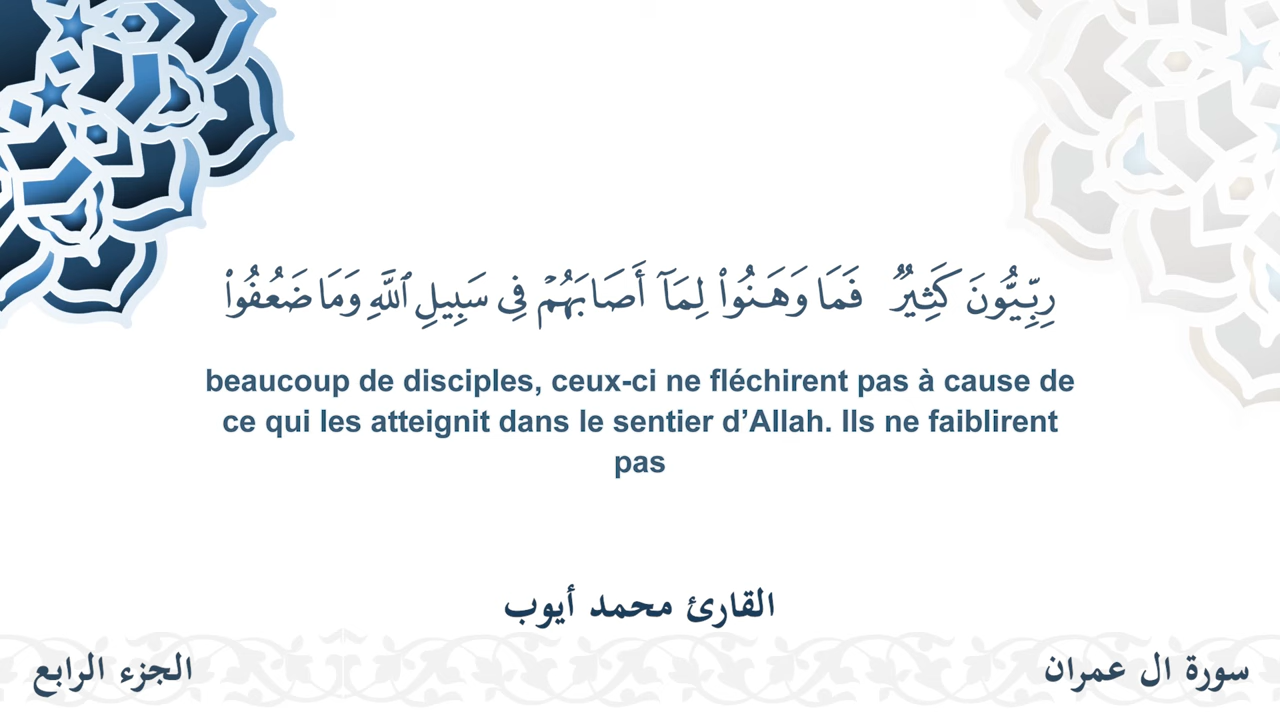 رِبِّيُّونَ كَثِيرٌ فَمَا وَهَنُوا۟ لِمَآ أَصَابَهُمْ فِى سَبِيلِ ٱللَّهِ وَمَا ضَعُفُوا۟
beaucoup de disciples, ceux-ci ne fléchirent pas à cause de
ce qui les atteignit dans le sentier d’Allah. Ils ne faiblirent
pas
القارئ محمد أيوب
سورة ال عمران
الجزء الرابع